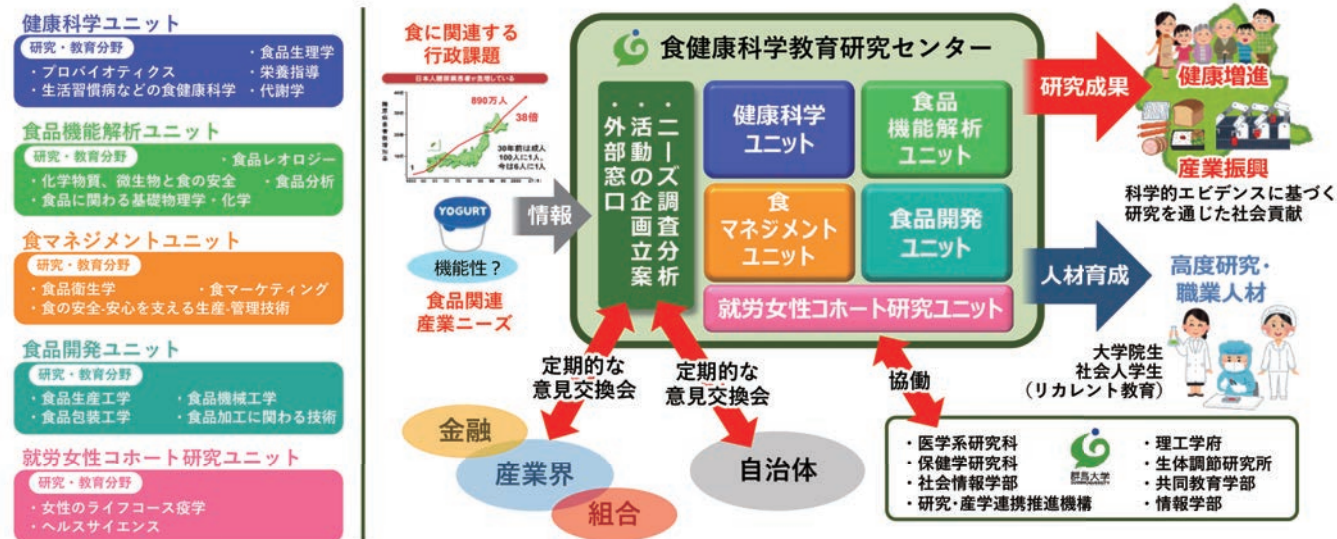 健康科学ユニット
研究・教育分野
・食品生理学
・プロバイオティクス
・栄養指導
・生活習慣病などの食健康科学
・代謝学
食品機能解析ユニット
研究・教育分野
・食品レオロジー
・化学物質、微生物と食の安全
・食品分析
・食品に関わる基礎物理学・化学
食マネジメントユニット
研究・教育分野
・食品衛生学
・食マーケティング
・食の安全-安心を支える生産-管理技術
食品開発ユニット
研究・教育分野
・食品生産工学
・食品機械工学
・食品包装工学
・食品加工に関わる技術
就労女性コホート研究ユニット
研究・教育分野
・女性のライフコース疫学
・ヘルスサイエンス
食に関連する
行政課題
日本人糖尿病患者が急増している
890万人
38倍
30年前は成人
100人に1人、
今は6人に1人
YOGURT
機能性？
食品関連
産業ニーズ
情報
食健康科学教育研究センター
・ニーズ調査分析
・活動の企画立案
・外部窓口
健康科学
ユニット
食品
機能解析
ユニット
食
マネジメント
ユニット
食品開発
ユニット
就労女性コホート研究ユニット
研究成果
健康増進
産業振興
科学的エビデンスに基づく
研究を通じた社会貢献
人材育成
高度研究・
職業人材
大学院生
社会人学生
（リカレント教育）
定期的な
意見交換会
定期的な
意見交換会
協働
金融
産業界
組合
自治体
・医学系研究科
・保健学研究科
・社会情報学部
・研究・産学連携推進機構
群馬大学
・理工学府
・生体調節研究所
・共同教育学部
・情報学部